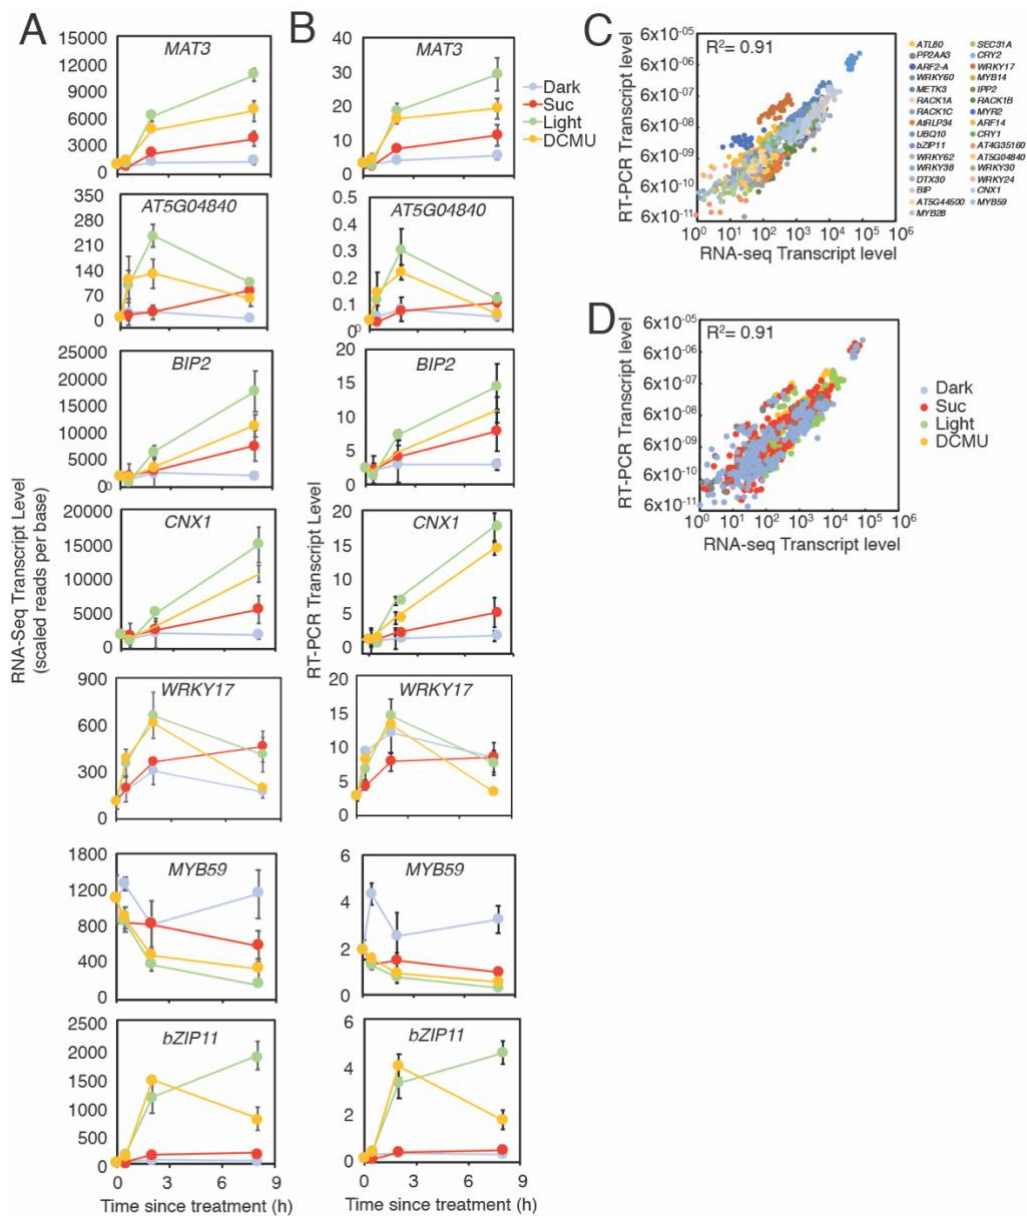 A
RNA-Seq Transcript Level
(scaled reads per base)
15000
12000
9000
6000
3000
0
MAT3
350
280
210
140
70
0
AT5G04840
25000
20000
15000
10000
5000
0
BIP2
20000
15000
10000
5000
0
CNX1
900
600
300
0
WRKY17
1800
1200
800
400
0
MYB59
2500
2000
1500
1000
500
0
bZIP11
0 3 6 9
Time since treatment (h)
B
RT-PCR Transcript Level
40
30
20
10
0
MAT3
Dark
Suc
Light
DCMU
0.5
0.4
0.3
0.2
0.1
0
AT5G04840
20
15
10
5
0
BIP2
20
15
10
5
0
CNX1
20
15
10
5
0
WRKY17
6
4
2
0
MYB59
6
4
2
0
bZIP11
0 3 6 9
Time since treatment (h)
C
RT-PCR Transcript level
6x10-05
6x10-06
6x10-07
6x10-08
6x10-09
6x10-10
6x10-11
R2= 0.91
10⁰ 10¹ 10² 10³ 10⁴ 10⁵ 10⁶
RNA-seq Transcript level
ATL60
PP2AA3
ARF2-A
WRKY60
METK3
RACK1A
RACK1C
AtRLP34
UBQ10
bZIP11
WRKY62
WRKY38
DTX30
BIP
AT5G44500
MYB28
SEC31A
CRY2
WRKY17
MYB14
IPP2
RACK1B
MYR2
ARF14
CRY1
AT4G35160
AT5G04840
WRKY30
WRKY24
CNX1
MYB59
D
RT-PCR Transcript level
6x10-05
6x10-06
6x10-07
6x10-08
6x10-09
6x10-10
6x10-11
R2= 0.91
10⁰ 10¹ 10² 10³ 10⁴ 10⁵ 10⁶
RNA-seq Transcript level
Dark
Suc
Light
DCMU